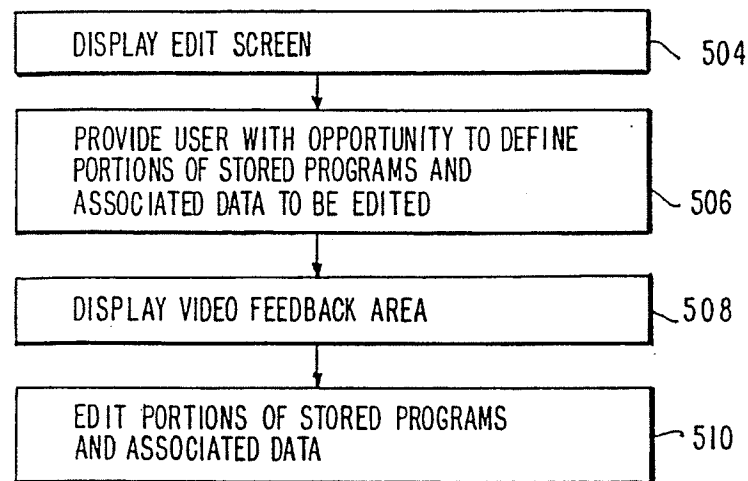 DISPLAY EDIT SCREEN
504
PROVIDE USER WITH OPPORTUNITY TO DEFINE
PORTIONS OF STORED PROGRAMS AND
ASSOCIATED DATA TO BE EDITED
506
DISPLAY VIDEO FEEDBACK AREA
508
EDIT PORTIONS OF STORED PROGRAMS
AND ASSOCIATED DATA
510